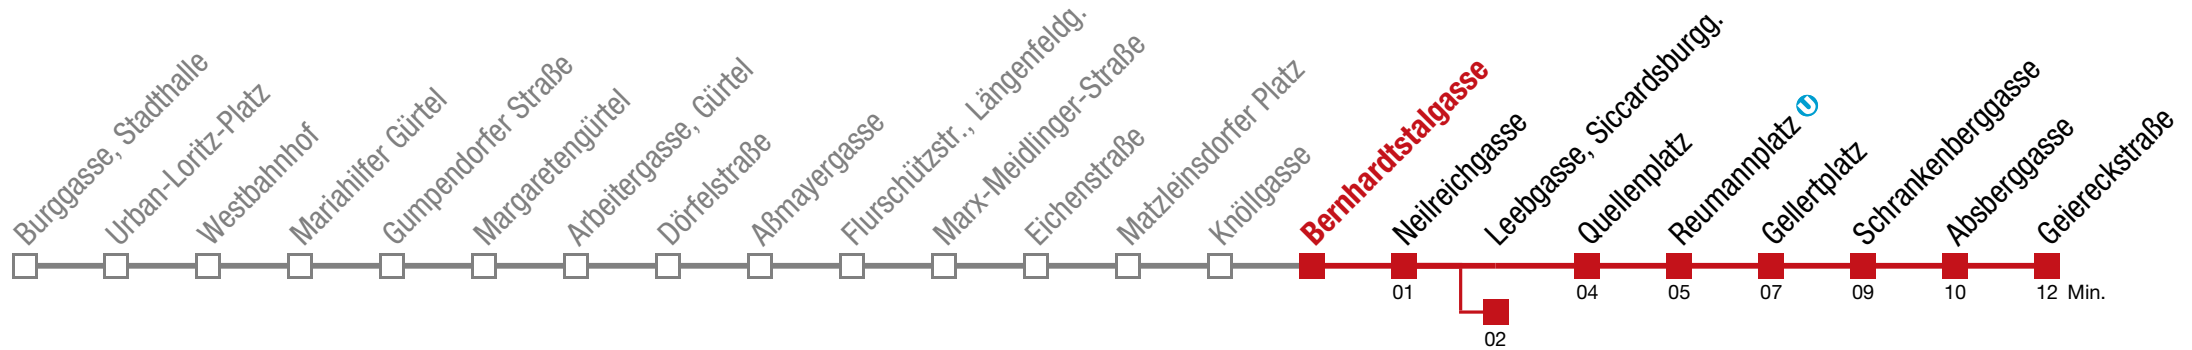 Burggasse, Stadthalle
Urban-Loritz-Platz
Westbahnhof
Mariahilfer Gürtel
Gumpendorfer Straße
Margaretengürtel
Arbeitergasse, Gürtel
Dörfelstraße
Aßmayergasse
Flurschützstr., Längenfeldg.
Marx-Meidlinger-Straße
Eichenstraße
Matzleinsdorfer Platz
Knöllgasse
Bernhardtstalgasse
Neilreichgasse
Leebgasse, Siccardsburgg.
Quellenplatz
Reumannplatz U
Gellertplatz
Schrankenberggasse
Absberggasse
Geiereckstraße
01 04 05 07 09 10 12 Min.
02